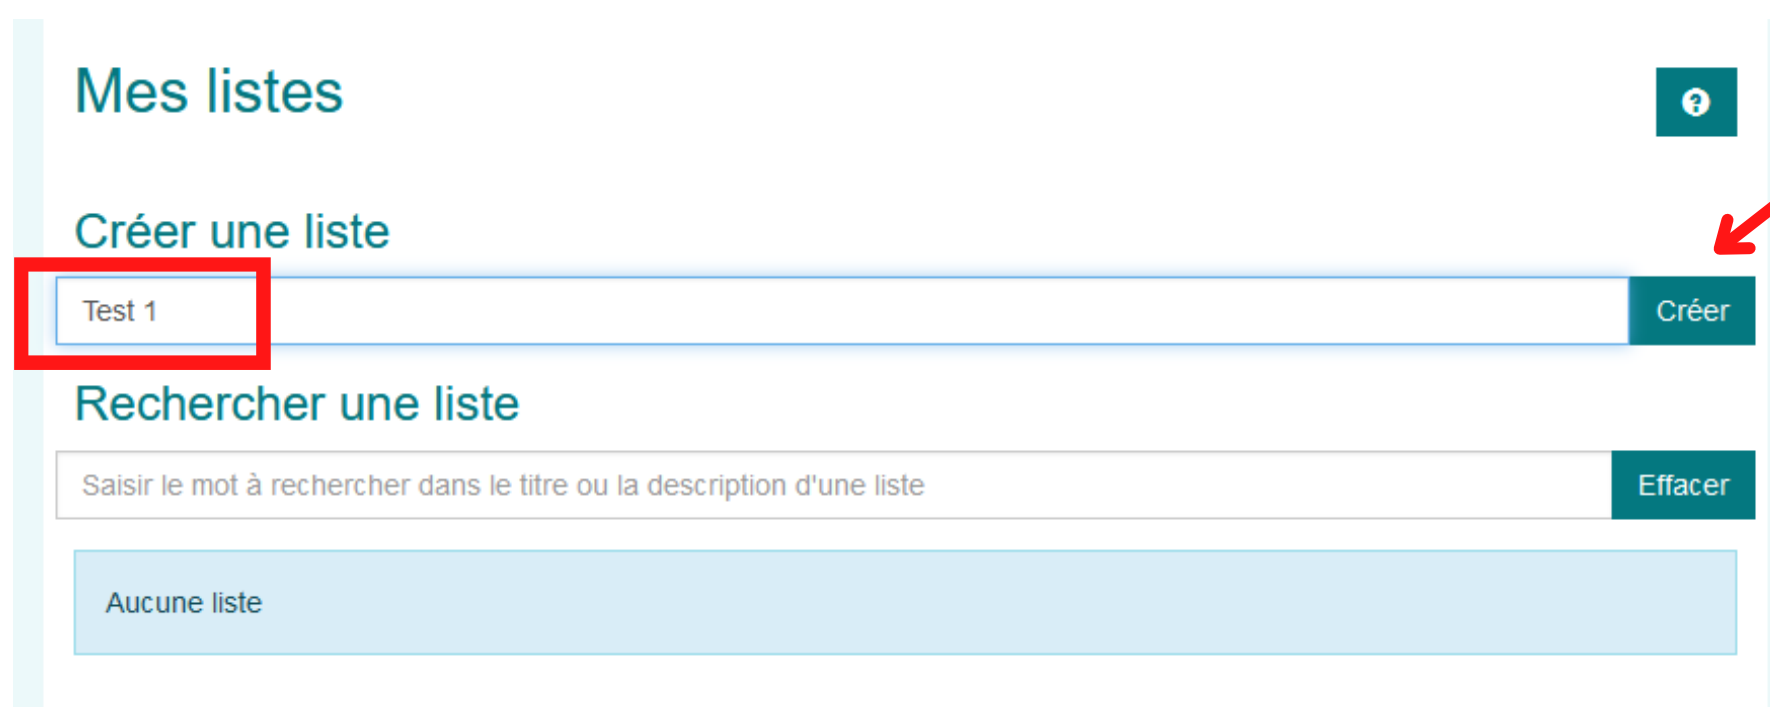 Mes listes
?
Créer une liste
Test 1
Créer
Rechercher une liste
Saisir le mot à rechercher dans le titre ou la description d'une liste
Effacer
Aucune liste